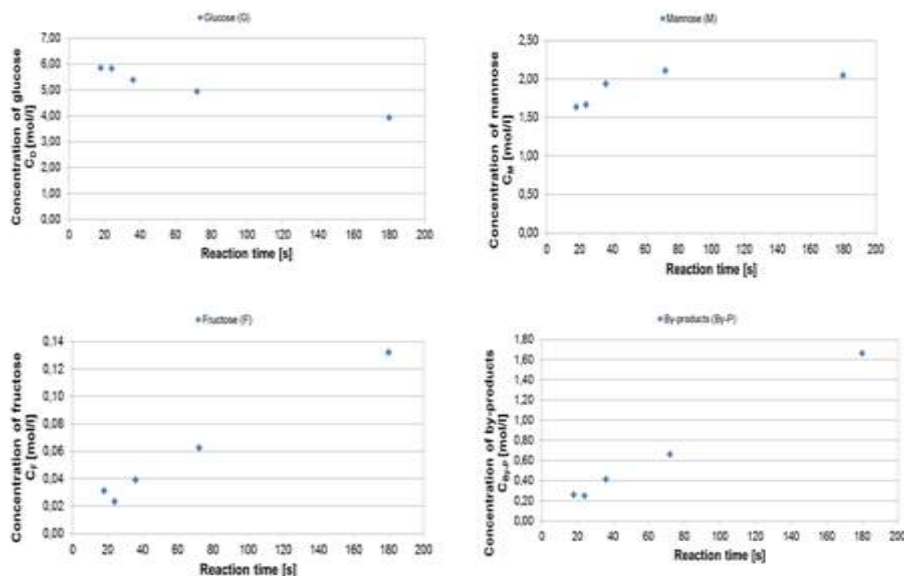 Glucose (G)
Concentration of glucose
C_D [mol/l]
7,00
6,00
5,00
4,00
3,00
2,00
1,00
0,00
0 20 40 60 80 100 120 140 160 180 200
Reaction time [s]
Mannose (M)
Concentration of mannose
C_M [mol/l]
2,50
2,00
1,50
1,00
0,50
0,00
0 20 40 60 80 100 120 140 160 180 200
Reaction time [s]
Fructose (F)
Concentration of fructose
C_F [mol/l]
0,14
0,12
0,10
0,08
0,06
0,04
0,02
0,00
0 20 40 60 80 100 120 140 160 180 200
Reaction time [s]
By-products (By-P)
Concentration of by-products
C_By-P [mol/l]
1,80
1,60
1,40
1,20
1,00
0,80
0,60
0,40
0,20
0,00
0 20 40 60 80 100 120 140 160 180 200
Reaction time [s]